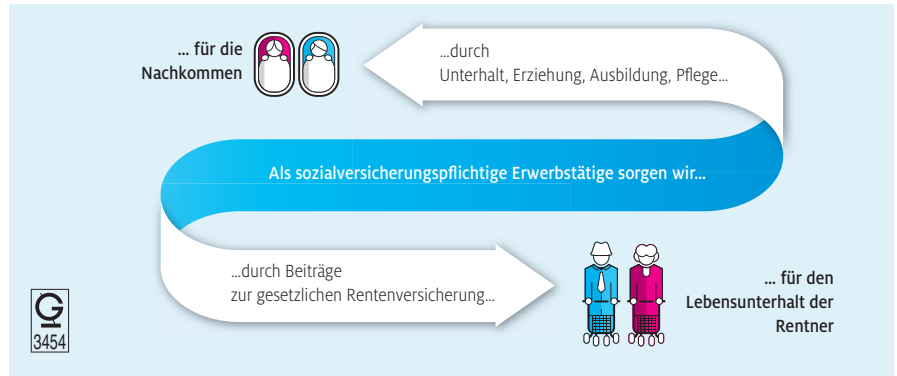 ... für die
Nachkommen
...durch
Unterhalt, Erziehung, Ausbildung, Pflege...
Als sozialversicherungspflichtige Erwerbstätige sorgen wir...
...durch Beiträge
zur gesetzlichen Rentenversicherung...
... für den
Lebensunterhalt der
Rentner
G
3454